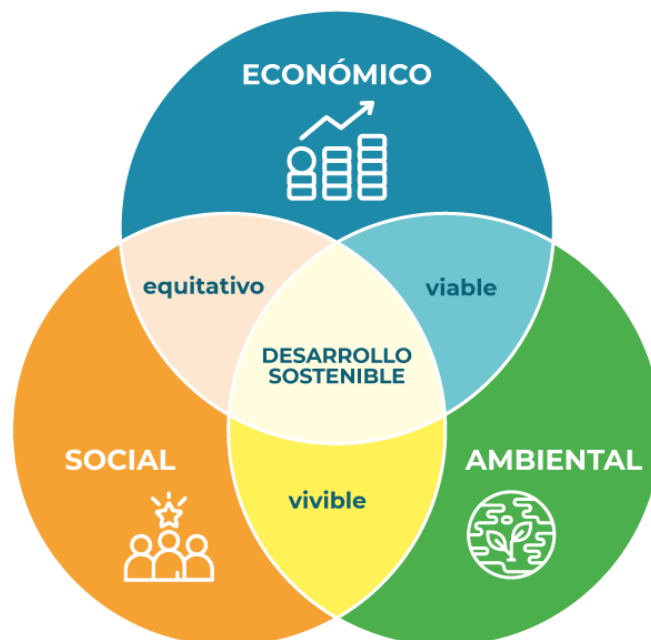 ECONÓMICO
equitativo
viable
DESARROLLO
SOSTENIBLE
SOCIAL
AMBIENTAL
vivible